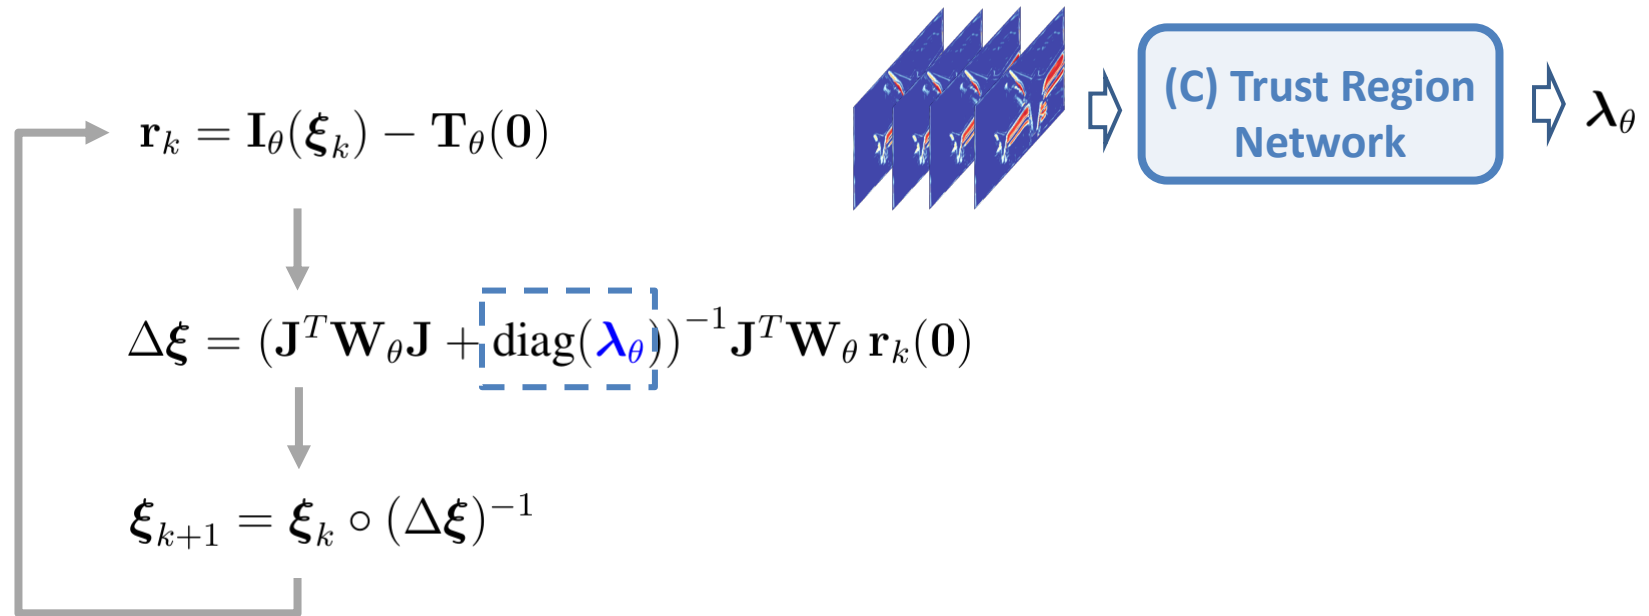 (C) Trust Region
Network
𝝀_θ
𝐫_k = 𝐈_θ(𝝃_k) − 𝐓_θ(𝟎)
Δ𝝃 = (𝐉^T 𝐖_θ 𝐉 + diag(𝝀_θ))^{−1} 𝐉^T 𝐖_θ 𝐫_k(𝟎)
𝝃_{k+1} = 𝝃_k ∘ (Δ𝝃)^{−1}